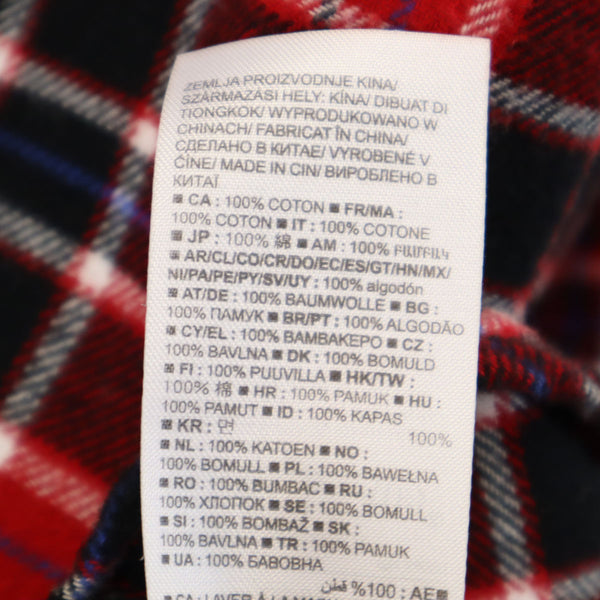 ZEMLJA PROIZVODNJE KINA/
SZÁRMAZÁSI HELY: KÍNA/ DIBUAT DI
TIONGKOK/ WYPRODUKOWANO W
CHINACH/ FABRICAT ÎN CHINA/
СДЕЛАНО В КИТАЕ/ VYROBENÉ V
ČÍNE/ MADE IN CIN/ ВИРОБЛЕНО В
КИТАЇ
■ CA : 100% COTON ■ FR/MA :
100% COTON ■ IT : 100% COTONE
■ JP : 100% 綿 ■ AM : 100% ԲԱՄԲԱԿ
■ AR/CL/CO/CR/DO/EC/ES/GT/HN/MX/
NI/PA/PE/PY/SV/UY : 100% algodón
■ AT/DE : 100% BAUMWOLLE ■ BG :
100% ПАМУК ■ BR/PT : 100% ALGODÃO
■ CY/EL : 100% ΒΑΜΒΑΚΕΡΟ ■ CZ :
100% BAVLNA ■ DK : 100% BOMULD
■ FI : 100% PUUVILLA ■ HK/TW :
100% 棉 ■ HR : 100% PAMUK ■ HU :
100% PAMUT ■ ID : 100% KAPAS
■ KR : 면 100%
■ NL : 100% KATOEN ■ NO :
100% BOMULL ■ PL : 100% BAWEŁNA
■ RO : 100% BUMBAC ■ RU :
100% ХЛОПОК ■ SE : 100% BOMULL
■ SI : 100% BOMBAŽ ■ SK :
100% BAVLNA ■ TR : 100% PAMUK
■ UA : 100% БАВОВНА
■ AE : 100% قطن
CA : LAVER À LA